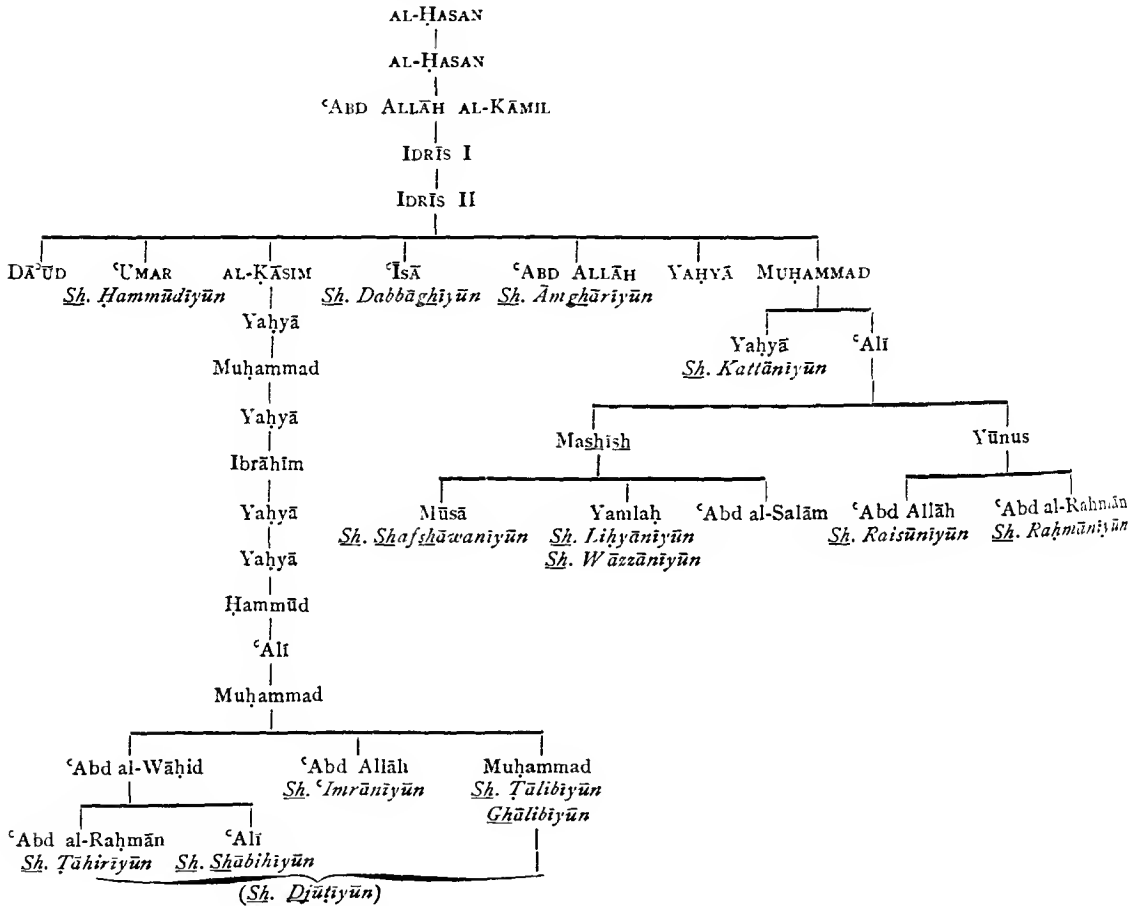 AL-ḤASAN
AL-ḤASAN
ʿABD ALLĀH AL-KĀMIL
IDRĪS I
IDRĪS II
DĀʾŪD ʿUMAR AL-ḲĀSIM ʿĪSĀ ʿABD ALLĀH YAḤYĀ MUḤAMMAD
Sh. Ḥammūdīyūn Sh. Dabbāghīyūn Sh. Āmghārīyūn
Yaḥyā
Yaḥyā ʿAlī
Sh. Kattānīyūn
Muḥammad
Yaḥyā
Mashīsh Yūnus
Ibrāhīm
Yaḥyā
Mūsā Yamlaḥ ʿAbd al-Salām ʿAbd Allāh ʿAbd al-Raḥmān
Sh. Shafshāwanīyūn Sh. Liḥyānīyūn Sh. Raisūnīyūn Sh. Raḥmānīyūn
Sh. Wāzzānīyūn
Yaḥyā
Ḥammūd
ʿAlī
Muḥammad
ʿAbd al-Wāḥid ʿAbd Allāh Muḥammad
Sh. ʿImrānīyūn Sh. Ṭālibīyūn
Ghālibīyūn
ʿAbd al-Raḥmān ʿAlī
Sh. Ṭāhirīyūn Sh. Shābihīyūn
(Sh. Djūṭīyūn)